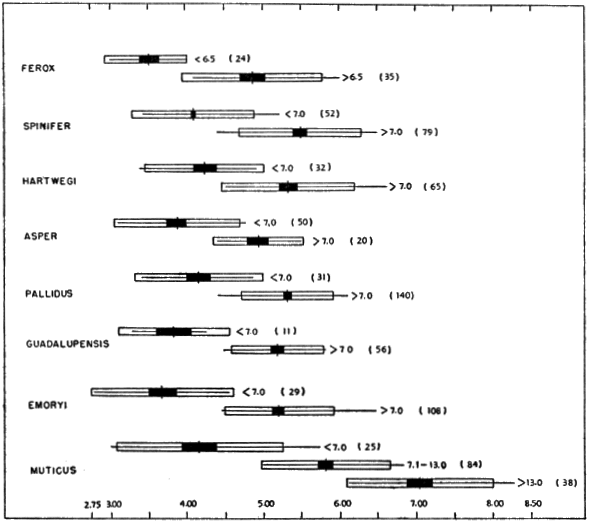 < 6.5 (24)
FEROX
> 6.5 (35)
< 7.0 (52)
SPINIFER
> 7.0 (79)
< 7.0 (32)
HARTWEGI
> 7.0 (65)
< 7.0 (50)
ASPER
> 7.0 (20)
< 7.0 (31)
PALLIDUS
> 7.0 (140)
< 7.0 (11)
GUADALUPENSIS
> 7.0 (56)
< 7.0 (29)
EMORYI
> 7.0 (108)
< 7.0 (25)
MUTICUS
7.1-13.0 (84)
>13.0 (38)
2.75 3.00 4.00 5.00 6.00 7.00 8.00 8.50